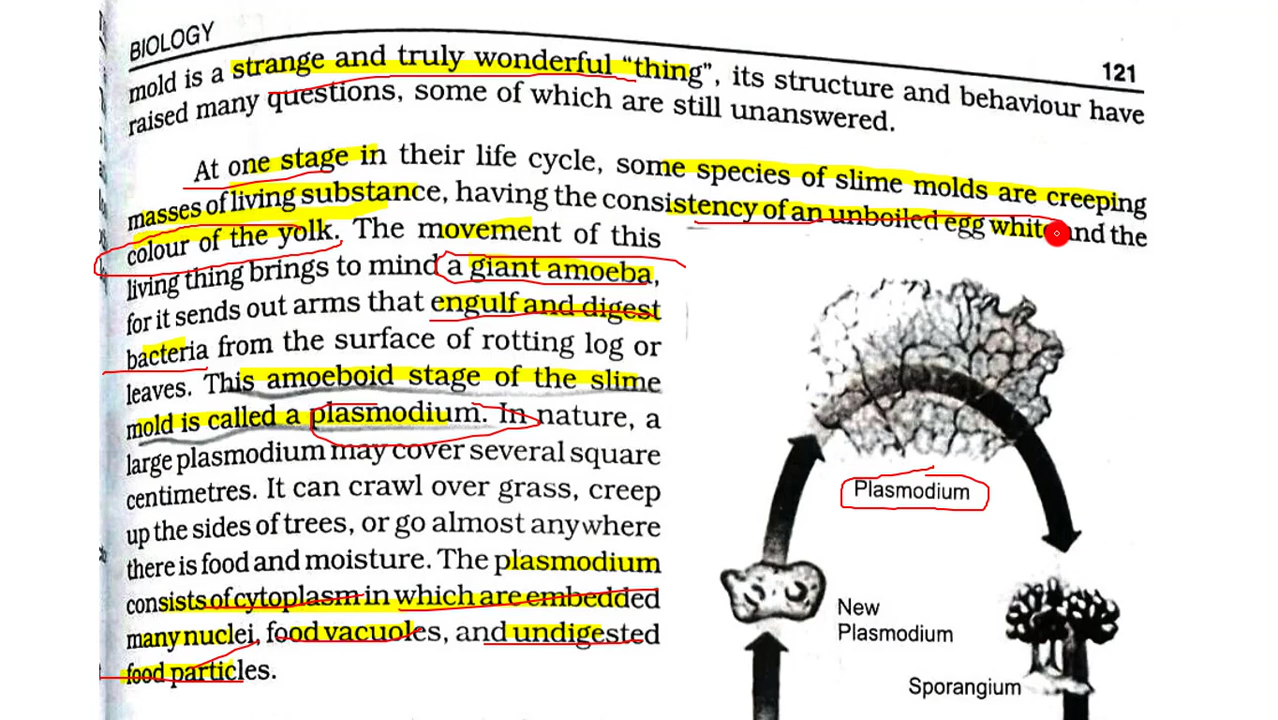 BIOLOGY
121
mold is a strange and truly wonderful “thing”, its structure and behaviour have
raised many questions, some of which are still unanswered.
At one stage in their life cycle, some species of slime molds are creeping
masses of living substance, having the consistency of an unboiled egg white and the
colour of the yolk. The movement of this
living thing brings to mind a giant amoeba,
for it sends out arms that engulf and digest
bacteria from the surface of rotting log or
leaves. This amoeboid stage of the slime
mold is called a plasmodium. In nature, a
large plasmodium may cover several square
centimetres. It can crawl over grass, creep
up the sides of trees, or go almost anywhere
there is food and moisture. The plasmodium
consists of cytoplasm in which are embedded
many nuclei, food vacuoles, and undigested
food particles.
Plasmodium
New
Plasmodium
Sporangium